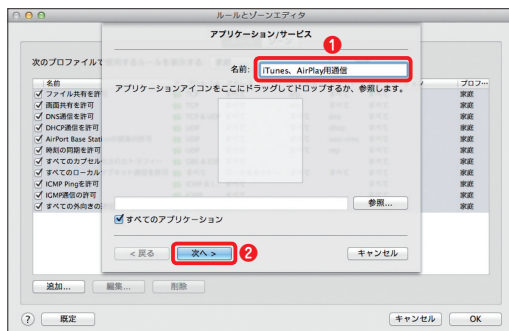 ルールとゾーンエディタ
アプリケーション/サービス
1
次のプロファイルで
名前: iTunes、AirPlay用通信
アプリケーションアイコンをここにドラッグしてドロップするか、参照します。
名前
プロフ…
ファイル共有を許 家庭
画面共有を許可 家庭
DNS通信を許可 家庭
DHCP通信を許可 家庭
AirPort Base Stati 家庭
時刻の同期を許可 家庭
すべてのカプセル 家庭
すべてのローカル 家庭
ICMP Pingを許可 家庭
IGMP通信の許可 家庭
すべての外向きの 家庭
参照...
すべてのアプリケーション
< 戻る 次へ > 2 キャンセル
追加... 編集... 削除
? 既定 キャンセル OK